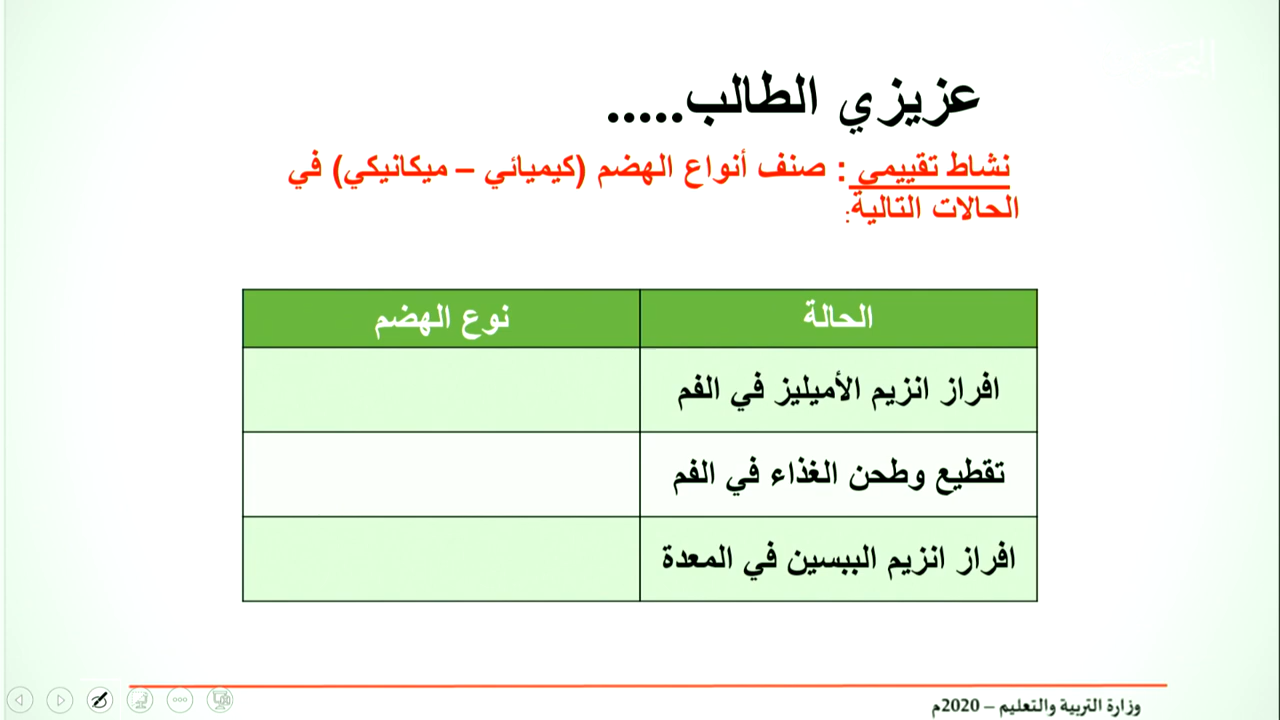 عزيزي الطالب.....
نشاط تقييمي : صنف أنواع الهضم (كيميائي – ميكانيكي) في
الحالات التالية:
الحالة
نوع الهضم
افراز انزيم الأميليز في الفم
تقطيع وطحن الغذاء في الفم
افراز انزيم الببسين في المعدة
وزارة التربية والتعليم – 2020م